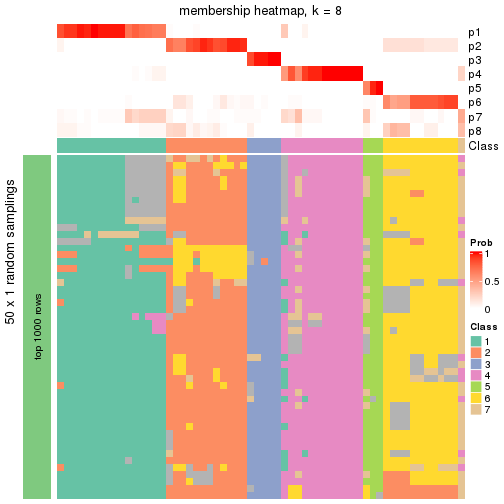 membership heatmap, k = 8
p1
p2
p3
p4
p5
p6
p7
p8
Class
50 x 1 random samplings
top 1000 rows
Prob
1
0.5
0
Class
1
2
3
4
5
6
7